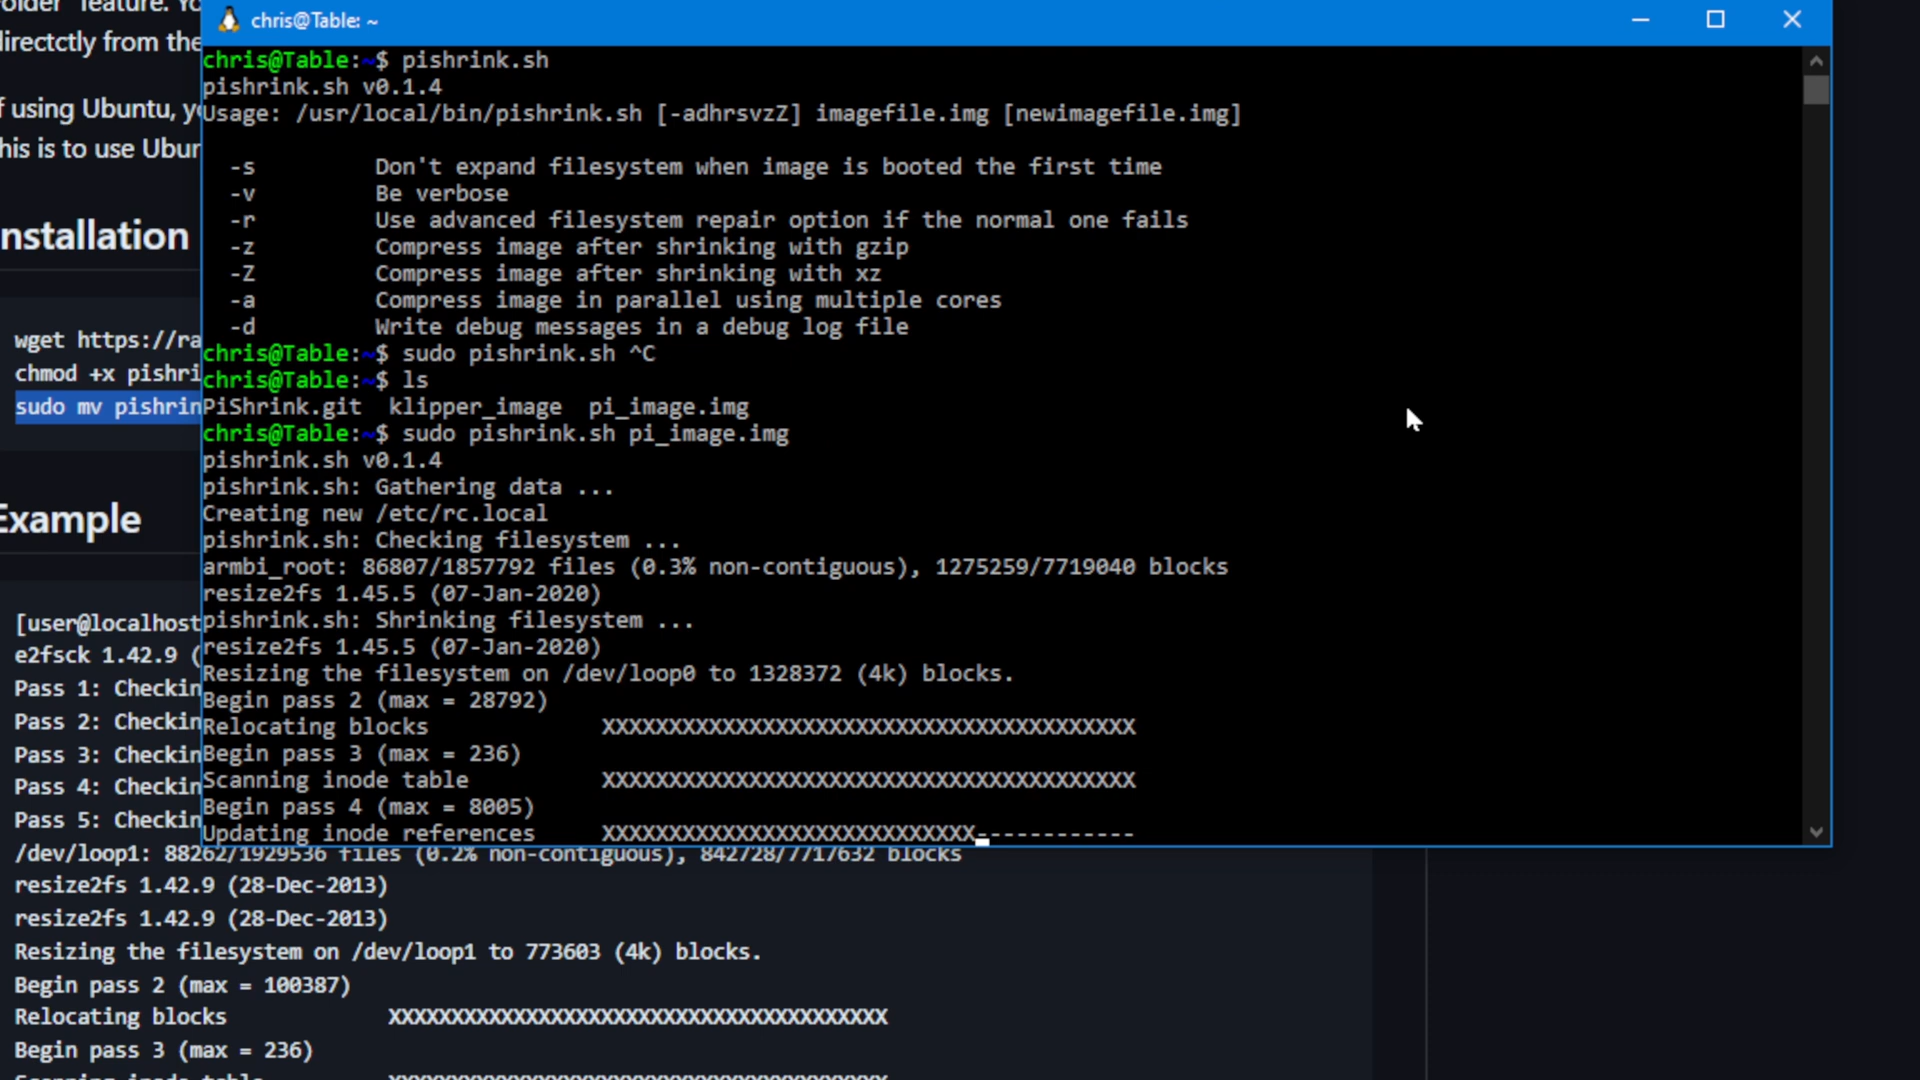 older" feature. Yo
chris@Table: ~
directctly from the
chris@Table:~$ pishrink.sh
pishrink.sh v0.1.4
f using Ubuntu, yo
Usage: /usr/local/bin/pishrink.sh [-adhrsvzZ] imagefile.img [newimagefile.img]
his is to use Ubun
-s Don't expand filesystem when image is booted the first time
-v Be verbose
-r Use advanced filesystem repair option if the normal one fails
nstallation
-z Compress image after shrinking with gzip
-Z Compress image after shrinking with xz
-a Compress image in parallel using multiple cores
-d Write debug messages in a debug log file
wget https://ra
chris@Table:~$ sudo pishrink.sh ^C
chmod +x pishri
chris@Table:~$ ls
sudo mv pishrin
PiShrink.git klipper_image pi_image.img
chris@Table:~$ sudo pishrink.sh pi_image.img
pishrink.sh v0.1.4
pishrink.sh: Gathering data ...
Creating new /etc/rc.local
Example
pishrink.sh: Checking filesystem ...
armbi_root: 86807/1857792 files (0.3% non-contiguous), 1275259/7719040 blocks
resize2fs 1.45.5 (07-Jan-2020)
[user@localhost
pishrink.sh: Shrinking filesystem ...
e2fsck 1.42.9 (
resize2fs 1.45.5 (07-Jan-2020)
Pass 1: Checkin
Resizing the filesystem on /dev/loop0 to 1328372 (4k) blocks.
Begin pass 2 (max = 28792)
Pass 2: Checkin
Relocating blocks XXXXXXXXXXXXXXXXXXXXXXXXXXXXXXXXXXXXXXXX
Pass 3: Checkin
Begin pass 3 (max = 236)
Scanning inode table XXXXXXXXXXXXXXXXXXXXXXXXXXXXXXXXXXXXXXXX
Pass 4: Checkin
Begin pass 4 (max = 8005)
Pass 5: Checkin
Updating inode references XXXXXXXXXXXXXXXXXXXXXXXXXXXX------------
/dev/loop1: 88262/1929536 files (0.2% non-contiguous), 842728/7717632 blocks
resize2fs 1.42.9 (28-Dec-2013)
resize2fs 1.42.9 (28-Dec-2013)
Resizing the filesystem on /dev/loop1 to 773603 (4k) blocks.
Begin pass 2 (max = 100387)
Relocating blocks XXXXXXXXXXXXXXXXXXXXXXXXXXXXXXXXXXXXXXXX
Begin pass 3 (max = 236)
Scanning inode table XXXXXXXXXXXXXXXXXXXXXXXXXXXXXXXXXXXXXXXX